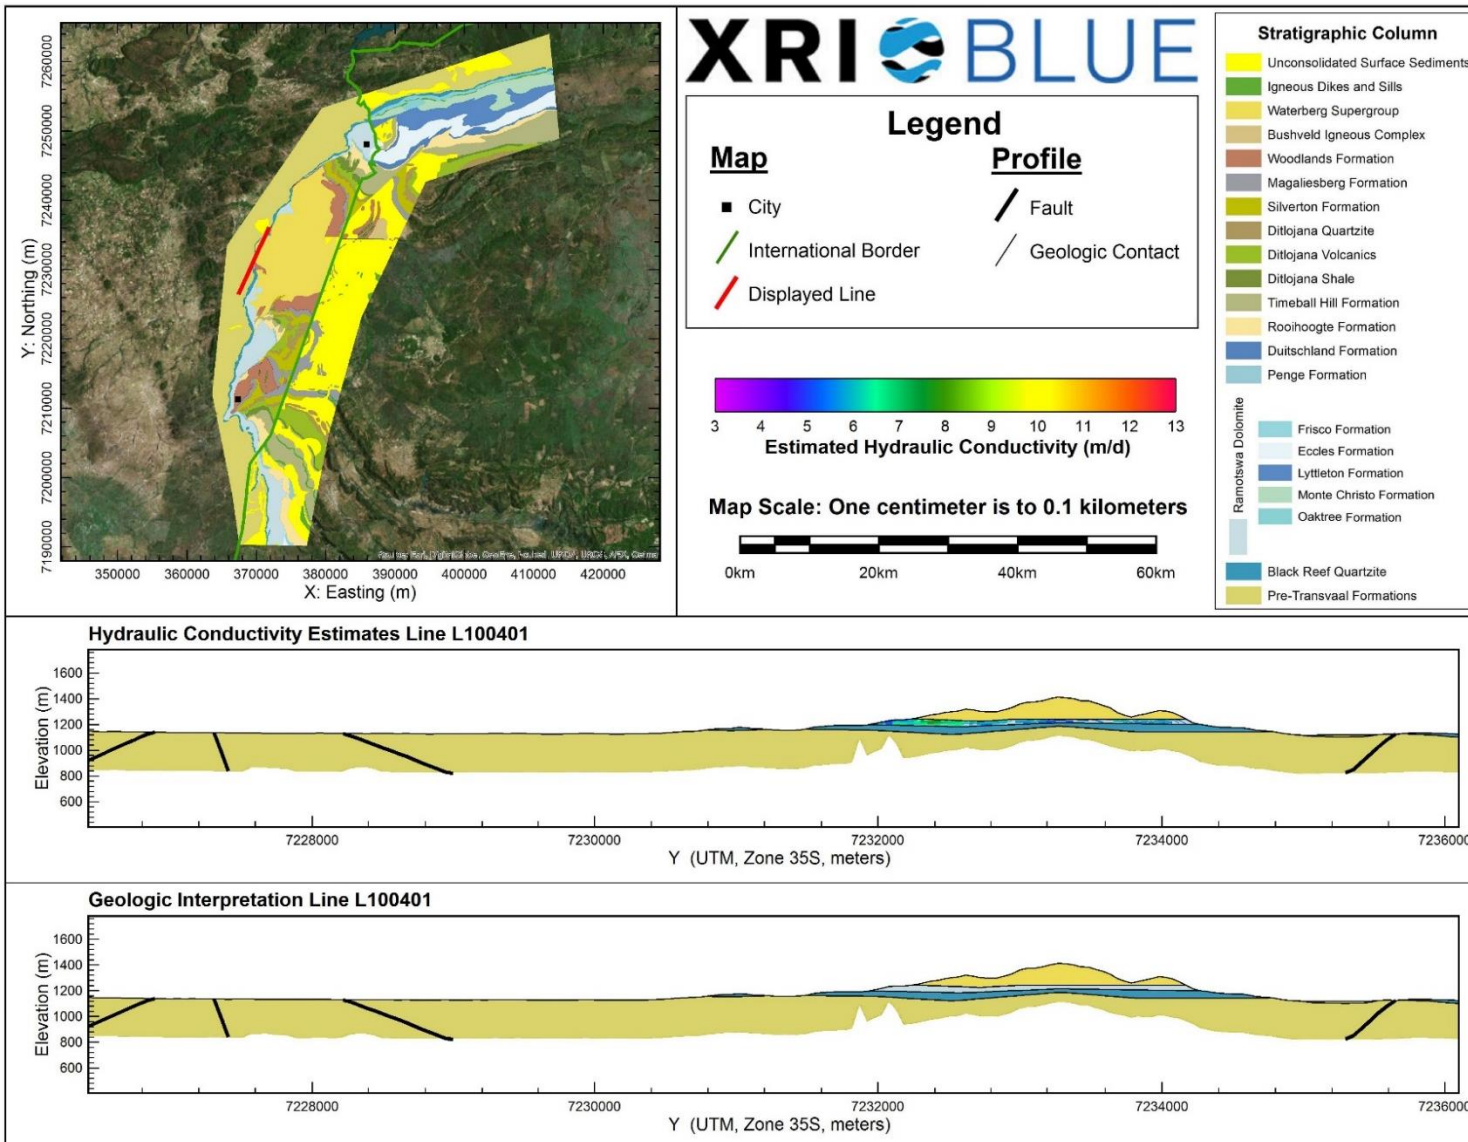 XRI BLUE
Legend
Map
City
International Border
Displayed Line
Profile
Fault
Geologic Contact
3 4 5 6 7 8 9 10 11 12 13
Estimated Hydraulic Conductivity (m/d)
Map Scale: One centimeter is to 0.1 kilometers
0km 20km 40km 60km
Stratigraphic Column
Unconsolidated Surface Sediments
Igneous Dikes and Sills
Waterberg Supergroup
Bushveld Igneous Complex
Woodlands Formation
Magaliesberg Formation
Silverton Formation
Ditlojana Quartzite
Ditlojana Volcanics
Ditlojana Shale
Timeball Hill Formation
Rooihoogte Formation
Duitschland Formation
Penge Formation
Ramotswa Dolomite
Frisco Formation
Eccles Formation
Lyttleton Formation
Monte Christo Formation
Oaktree Formation
Black Reef Quartzite
Pre-Transvaal Formations
Y: Northing (m)
7260000
7250000
7240000
7230000
7220000
7210000
7200000
7190000
350000 360000 370000 380000 390000 400000 410000 420000
X: Easting (m)
Hydraulic Conductivity Estimates Line L100401
Elevation (m)
1600
1400
1200
1000
800
600
7228000 7230000 7232000 7234000 7236000
Y (UTM, Zone 35S, meters)
Geologic Interpretation Line L100401
Elevation (m)
1600
1400
1200
1000
800
600
7228000 7230000 7232000 7234000 7236000
Y (UTM, Zone 35S, meters)